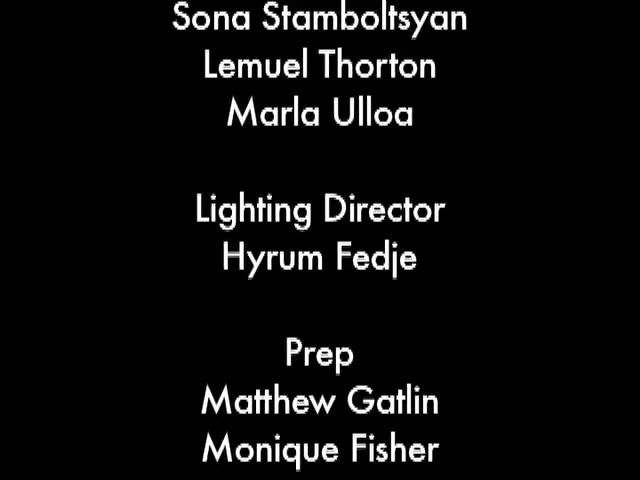 Sona Stamboltsyan
Lemuel Thorton
Marla Ulloa
Lighting Director
Hyrum Fedje
Prep
Matthew Gatlin
Monique Fisher